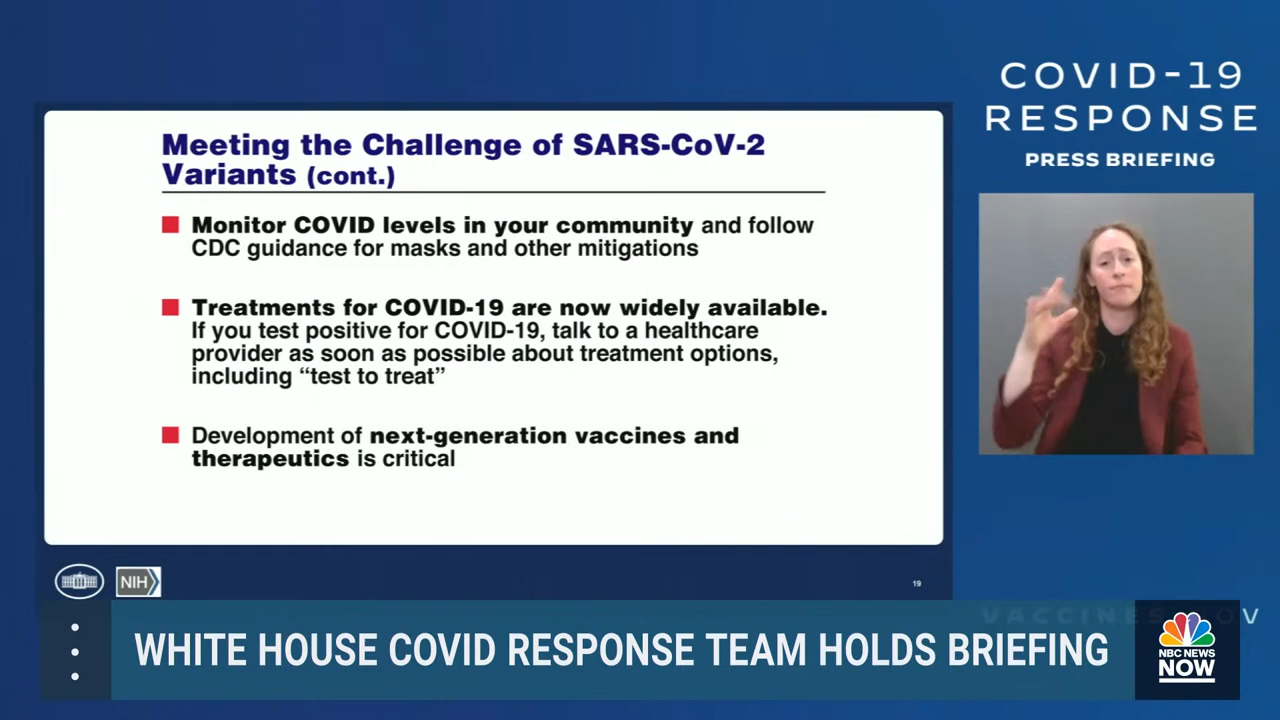 COVID-19
RESPONSE
PRESS BRIEFING
Meeting the Challenge of SARS-CoV-2
Variants (cont.)
Monitor COVID levels in your community and follow
CDC guidance for masks and other mitigations
Treatments for COVID-19 are now widely available.
If you test positive for COVID-19, talk to a healthcare
provider as soon as possible about treatment options,
including “test to treat”
Development of next-generation vaccines and
therapeutics is critical
NIH
19
VACCINES.GOV
WHITE HOUSE COVID RESPONSE TEAM HOLDS BRIEFING
NBC NEWS
NOW